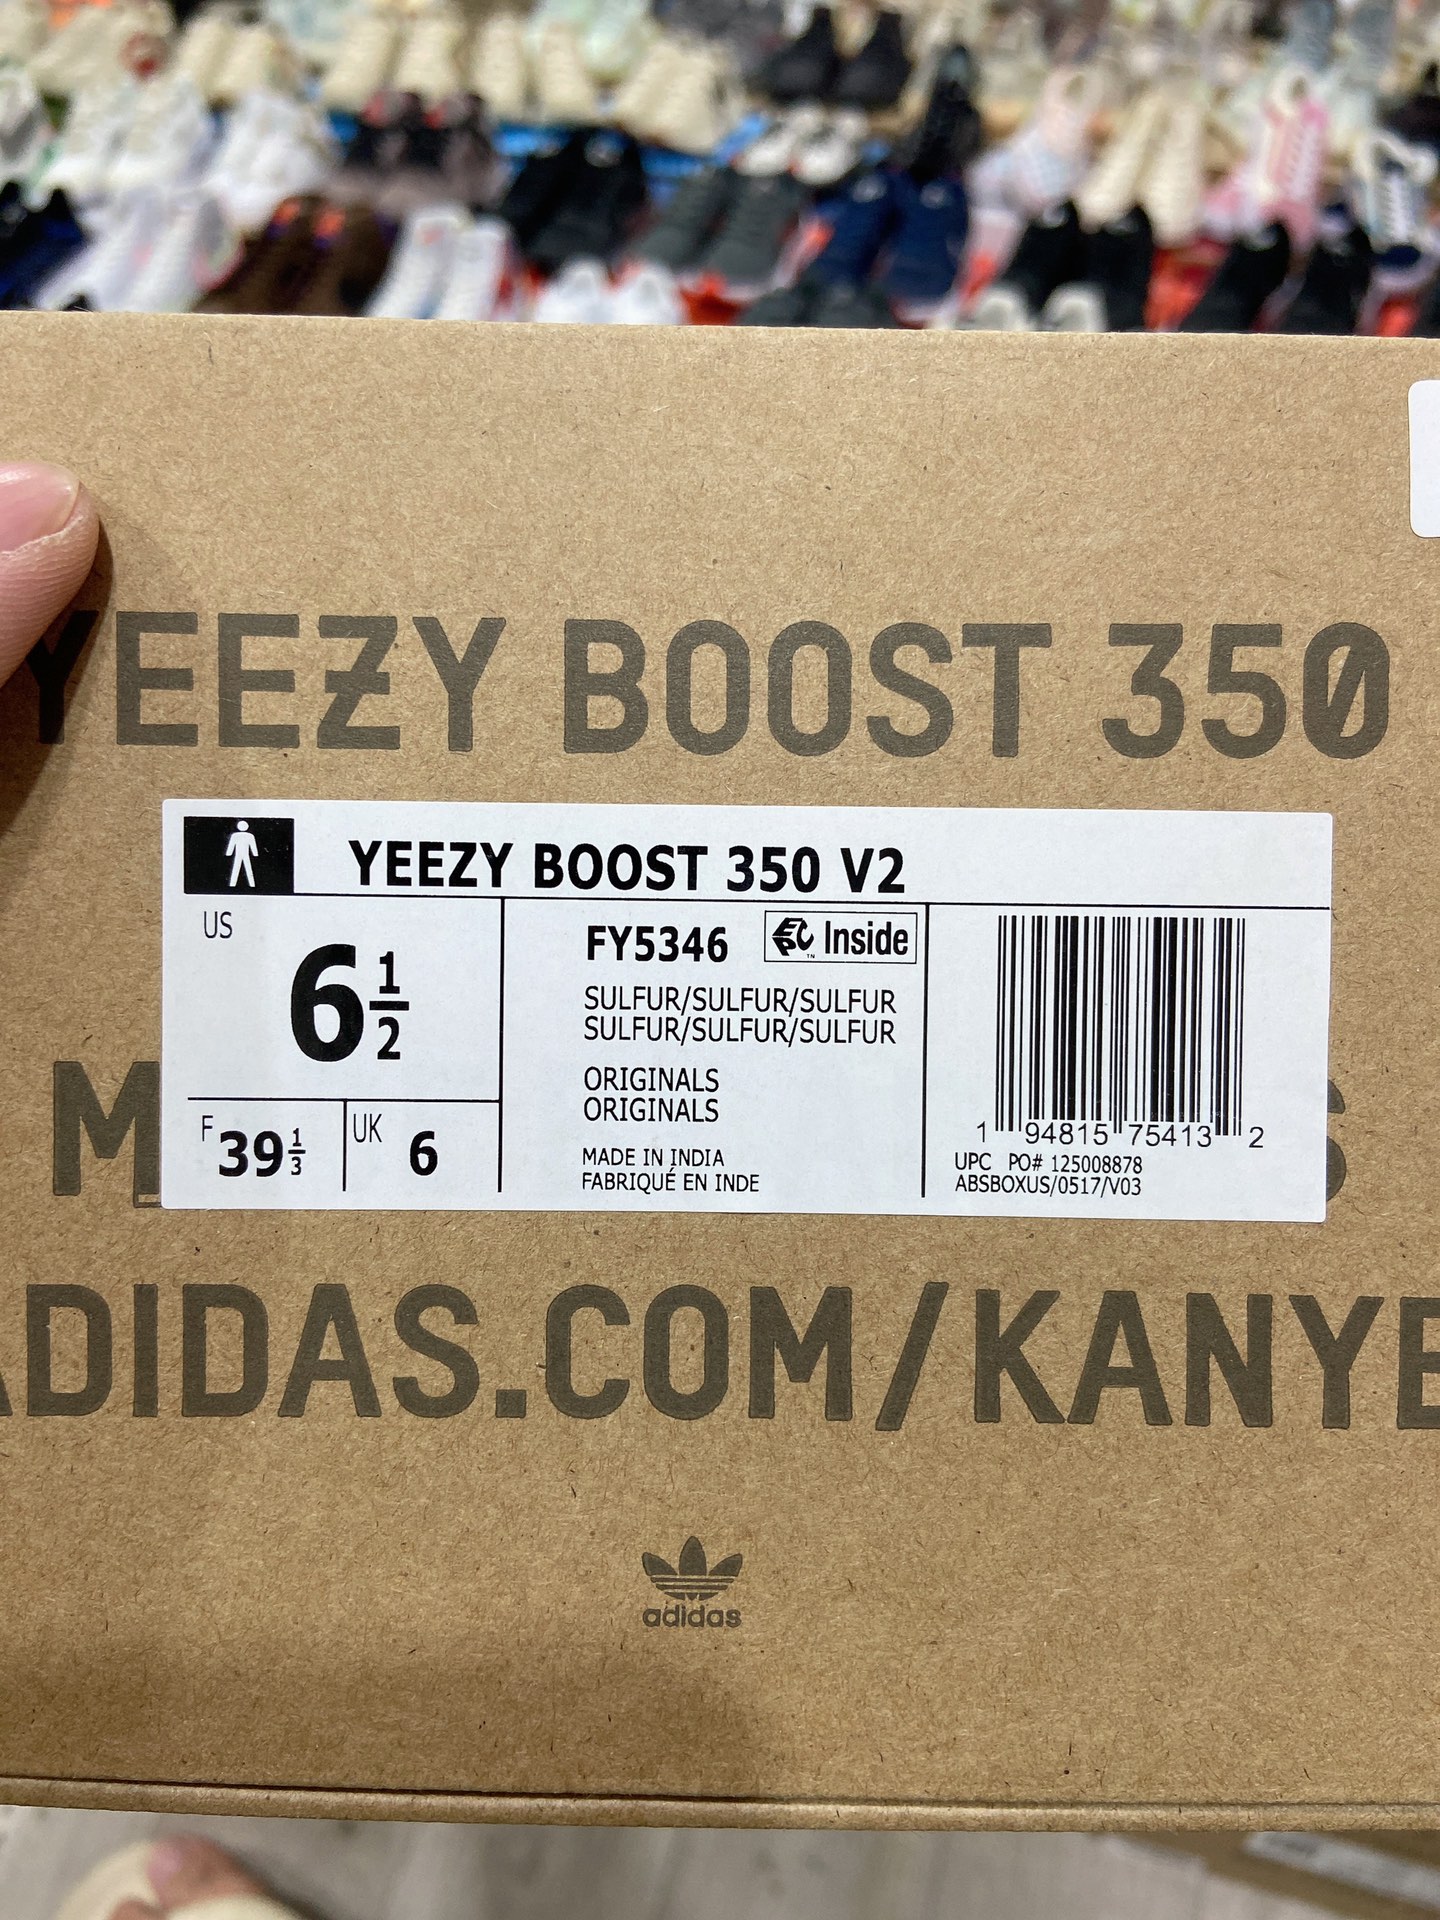 YEEZY BOOST 350
YEEZY BOOST 350 V2
US
6 1/2
F 39 1/3
UK 6
FY5346
EPC TM Inside
SULFUR/SULFUR/SULFUR
SULFUR/SULFUR/SULFUR
ORIGINALS
ORIGINALS
MADE IN INDIA
FABRIQUÉ EN INDE
1 94815 75413 2
UPC PO# 125008878
ABSBOXUS/0517/V03
M
S
ADIDAS.COM/KANYE
adidas